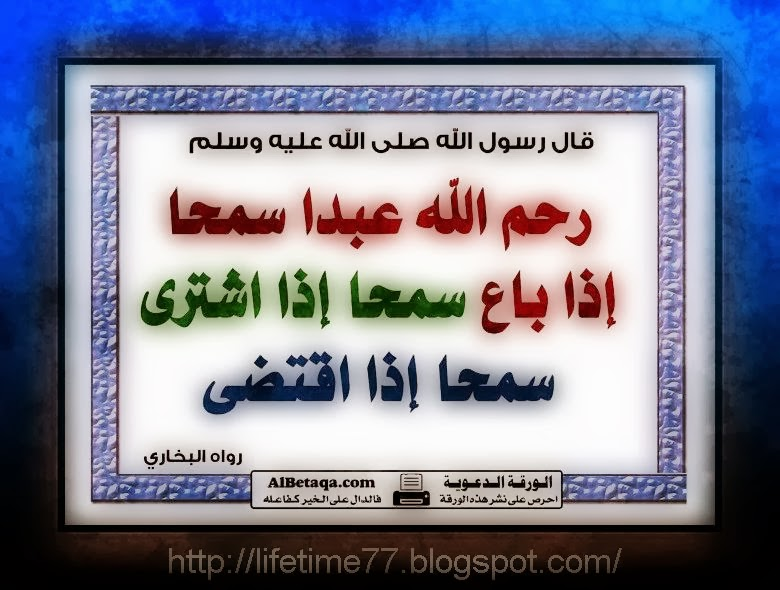 قال رسول الله صلى الله عليه وسلم
رحم الله عبدا سمحا
إذا باع سمحا إذا اشترى
سمحا إذا اقتضى
رواه البخاري
الورقة الدعوية
احرص على نشر هذه الورقة
AlBetaqa.com
فالدال على الخير كفاعله
http://lifetime77.blogspot.com/